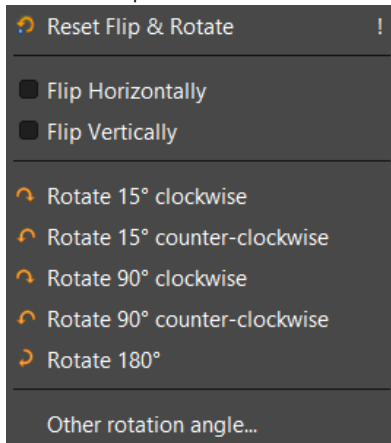 Reset Flip & Rotate !
Flip Horizontally
Flip Vertically
Rotate 15° clockwise
Rotate 15° counter-clockwise
Rotate 90° clockwise
Rotate 90° counter-clockwise
Rotate 180°
Other rotation angle...